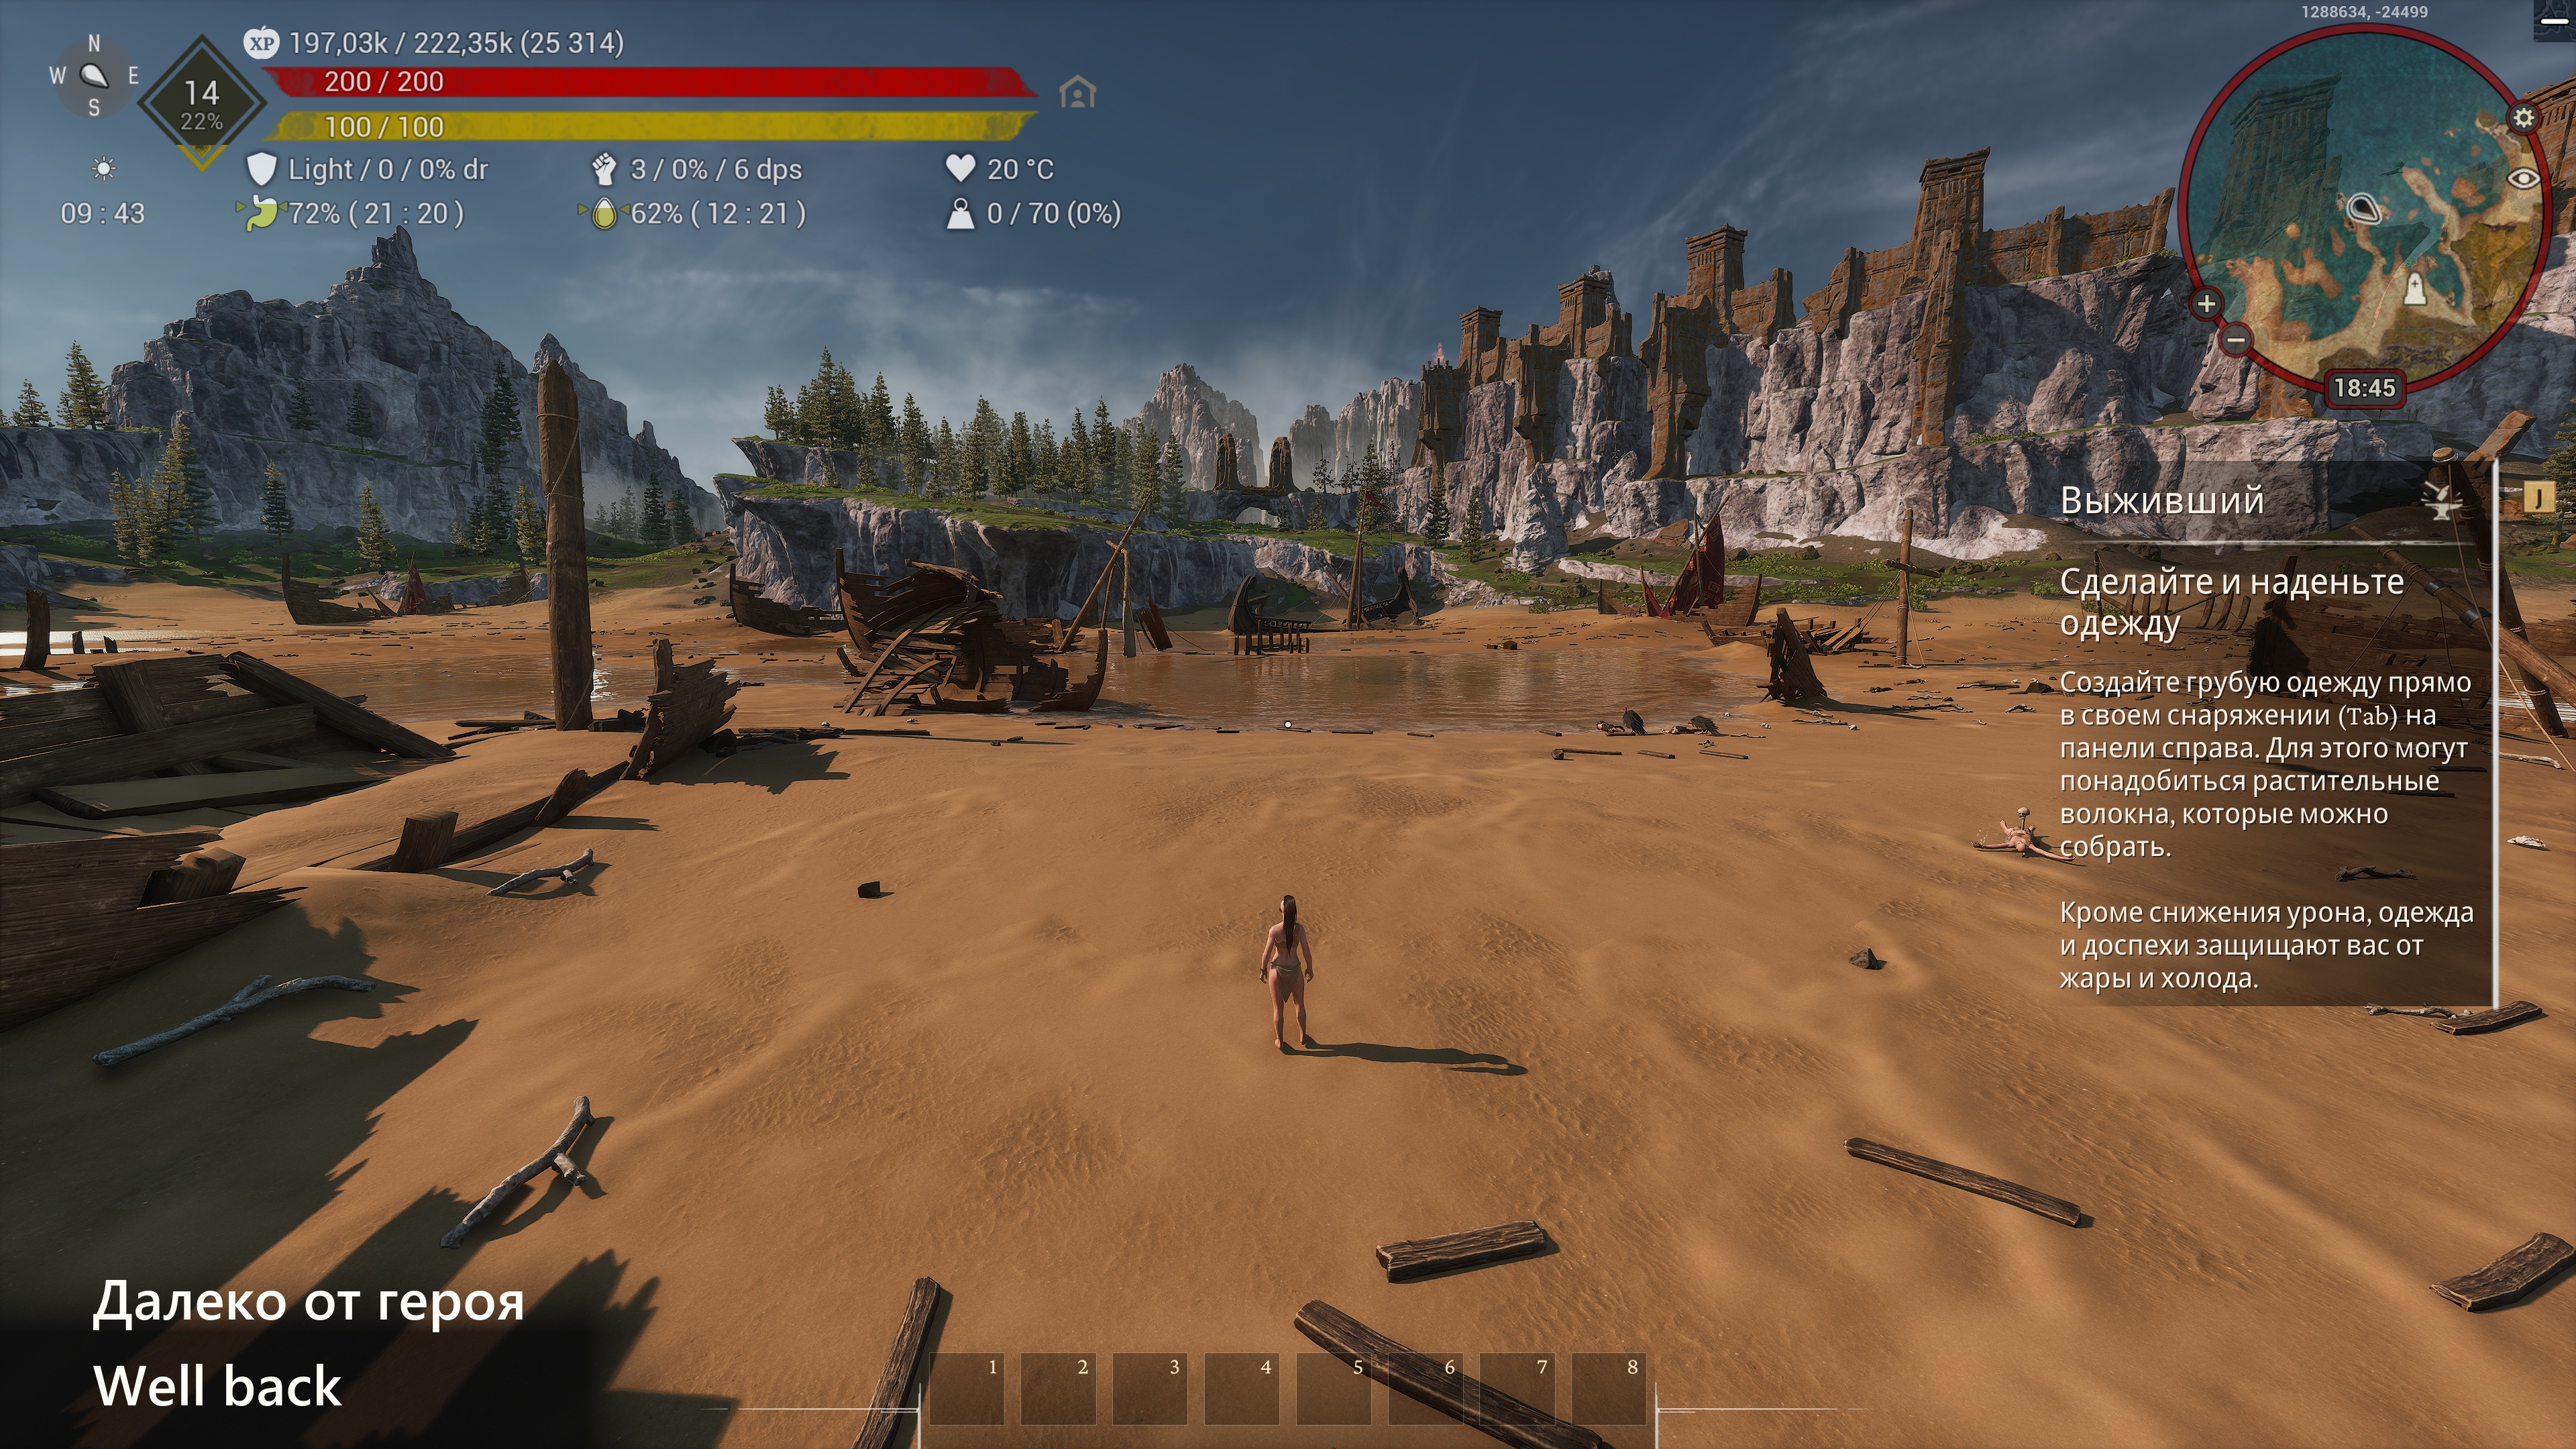 1288634, -24499
N
W E
S
XP 197,03k / 222,35k (25 314)
14
22%
200 / 200
100 / 100
Light / 0 / 0% dr
3 / 0% / 6 dps
20 °C
09 : 43
72% ( 21 : 20 )
62% ( 12 : 21 )
0 / 70 (0%)
18:45
Выживший
J
Сделайте и наденьте
одежду
Создайте грубую одежду прямо
в своем снаряжении (Tab) на
панели справа. Для этого могут
понадобиться растительные
волокна, которые можно
собрать.
Кроме снижения урона, одежда
и доспехи защищают вас от
жары и холода.
Далеко от героя
Well back
1 2 3 4 5 6 7 8